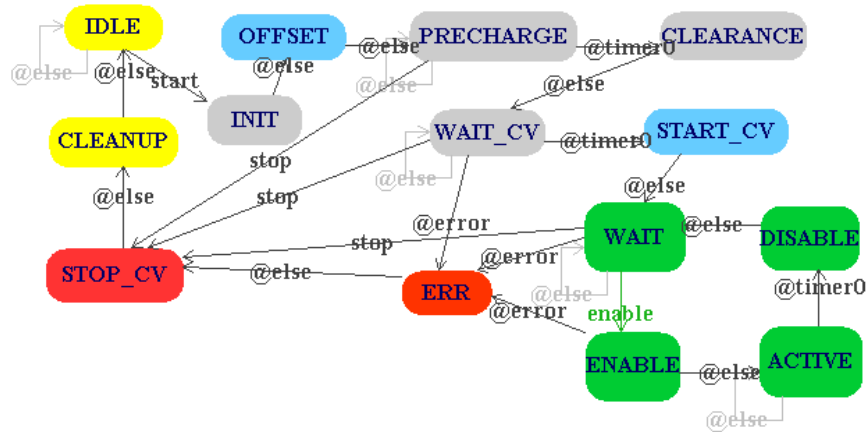 IDLE
OFFSET
@else
PRECHARGE
@timer0
CLEARANCE
@else
@else
start
@else
@else
@else
INIT
CLEANUP
WAIT_CV
@timer0
START_CV
stop
@else
@else
@else
stop
@error
WAIT
@else
DISABLE
stop
@error
STOP_CV
@else
ERR
@else
@timer0
@error
enable
ENABLE
@else
ACTIVE
@else